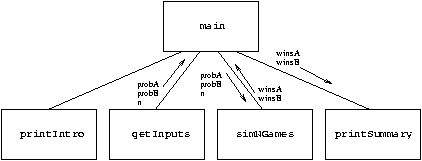 main
probA
probB
n
probA
probB
n
winsA
winsB
winsA
winsB
printIntro
getInputs
simNGames
printSummary